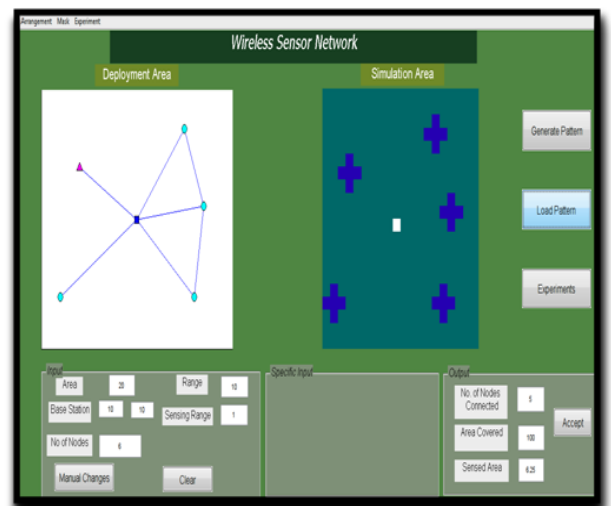 Arrangement Mask Experiment
Wireless Sensor Network
Deployment Area
Simulation Area
Generate Pattern
Load Pattern
Experiments
Input
Area 20 Range 10
Base Station 10 10 Sensing Range 1
No of Nodes 6
Manual Changes Clear
Specific Input
Output
No. of Nodes Connected 5
Area Covered 100
Accept
Sensed Area 6.25